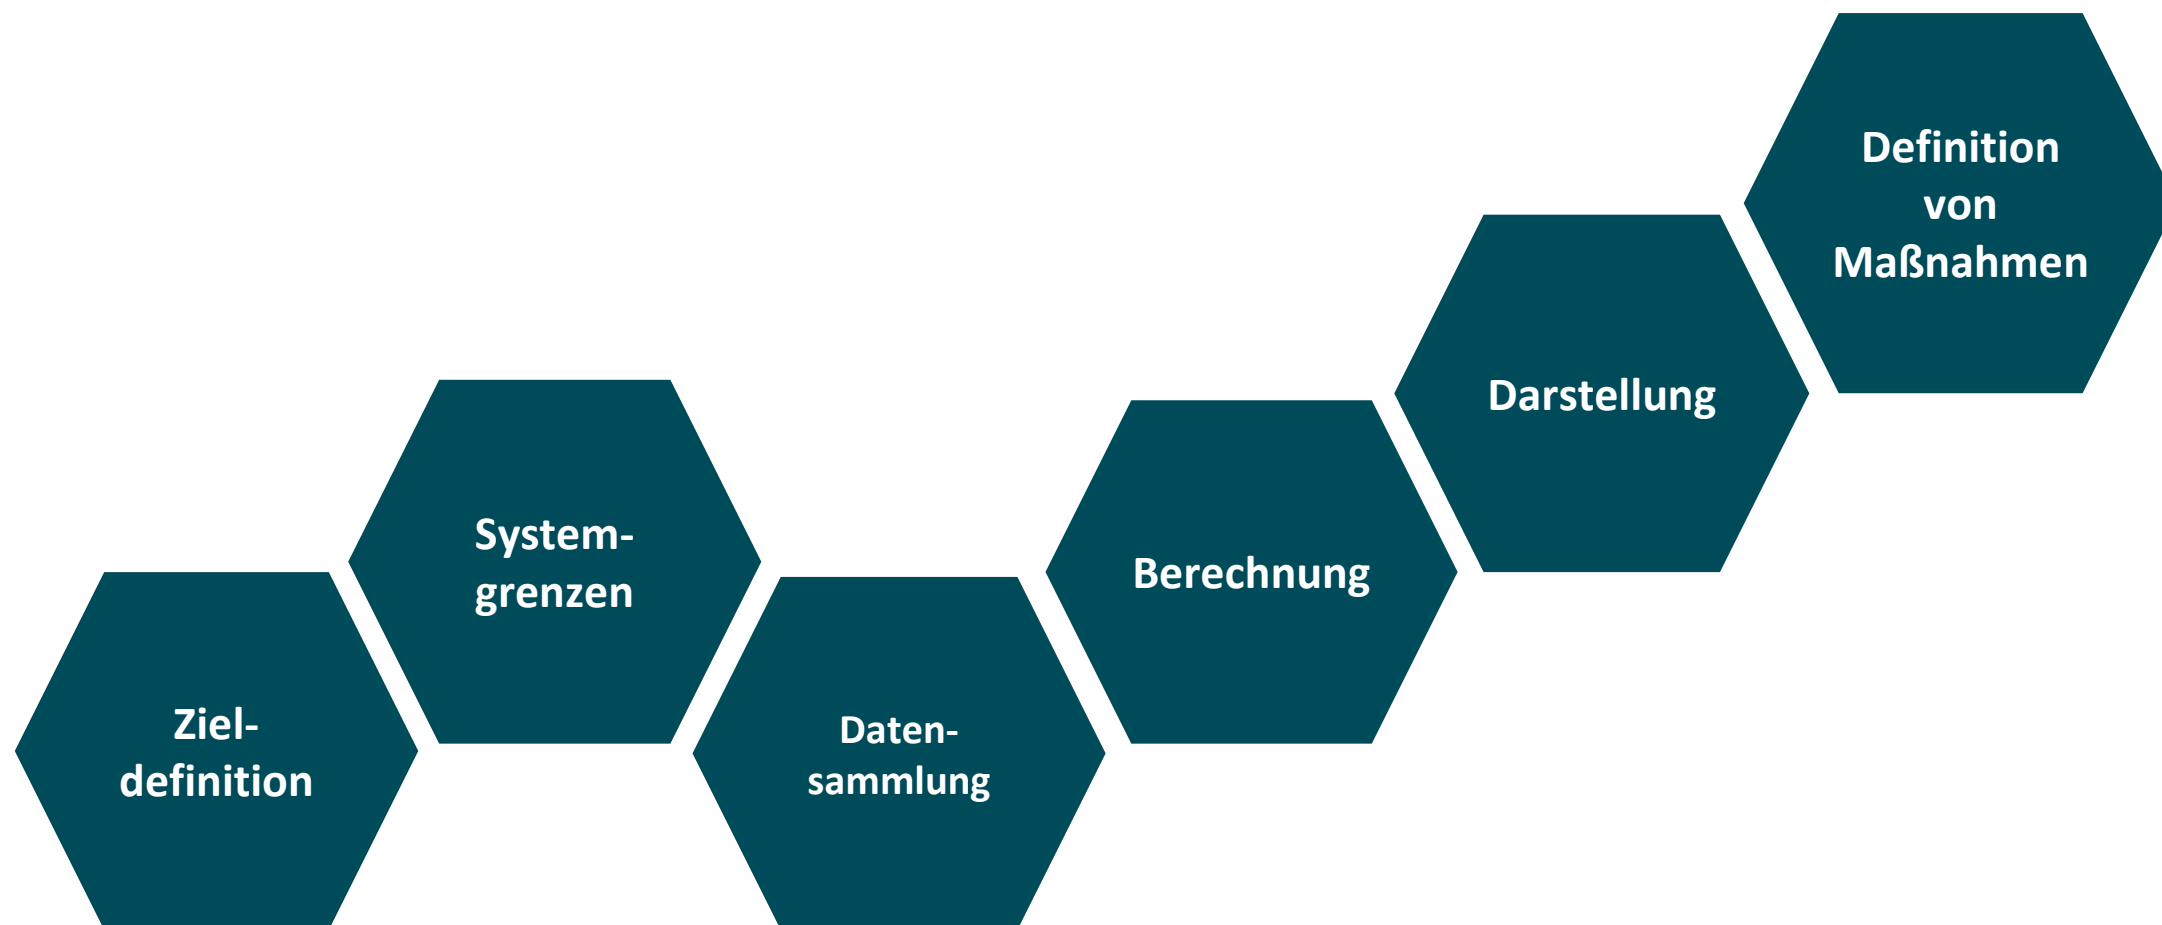 Ziel-
definition
System-
grenzen
Daten-
sammlung
Berechnung
Darstellung
Definition
von
Maßnahmen